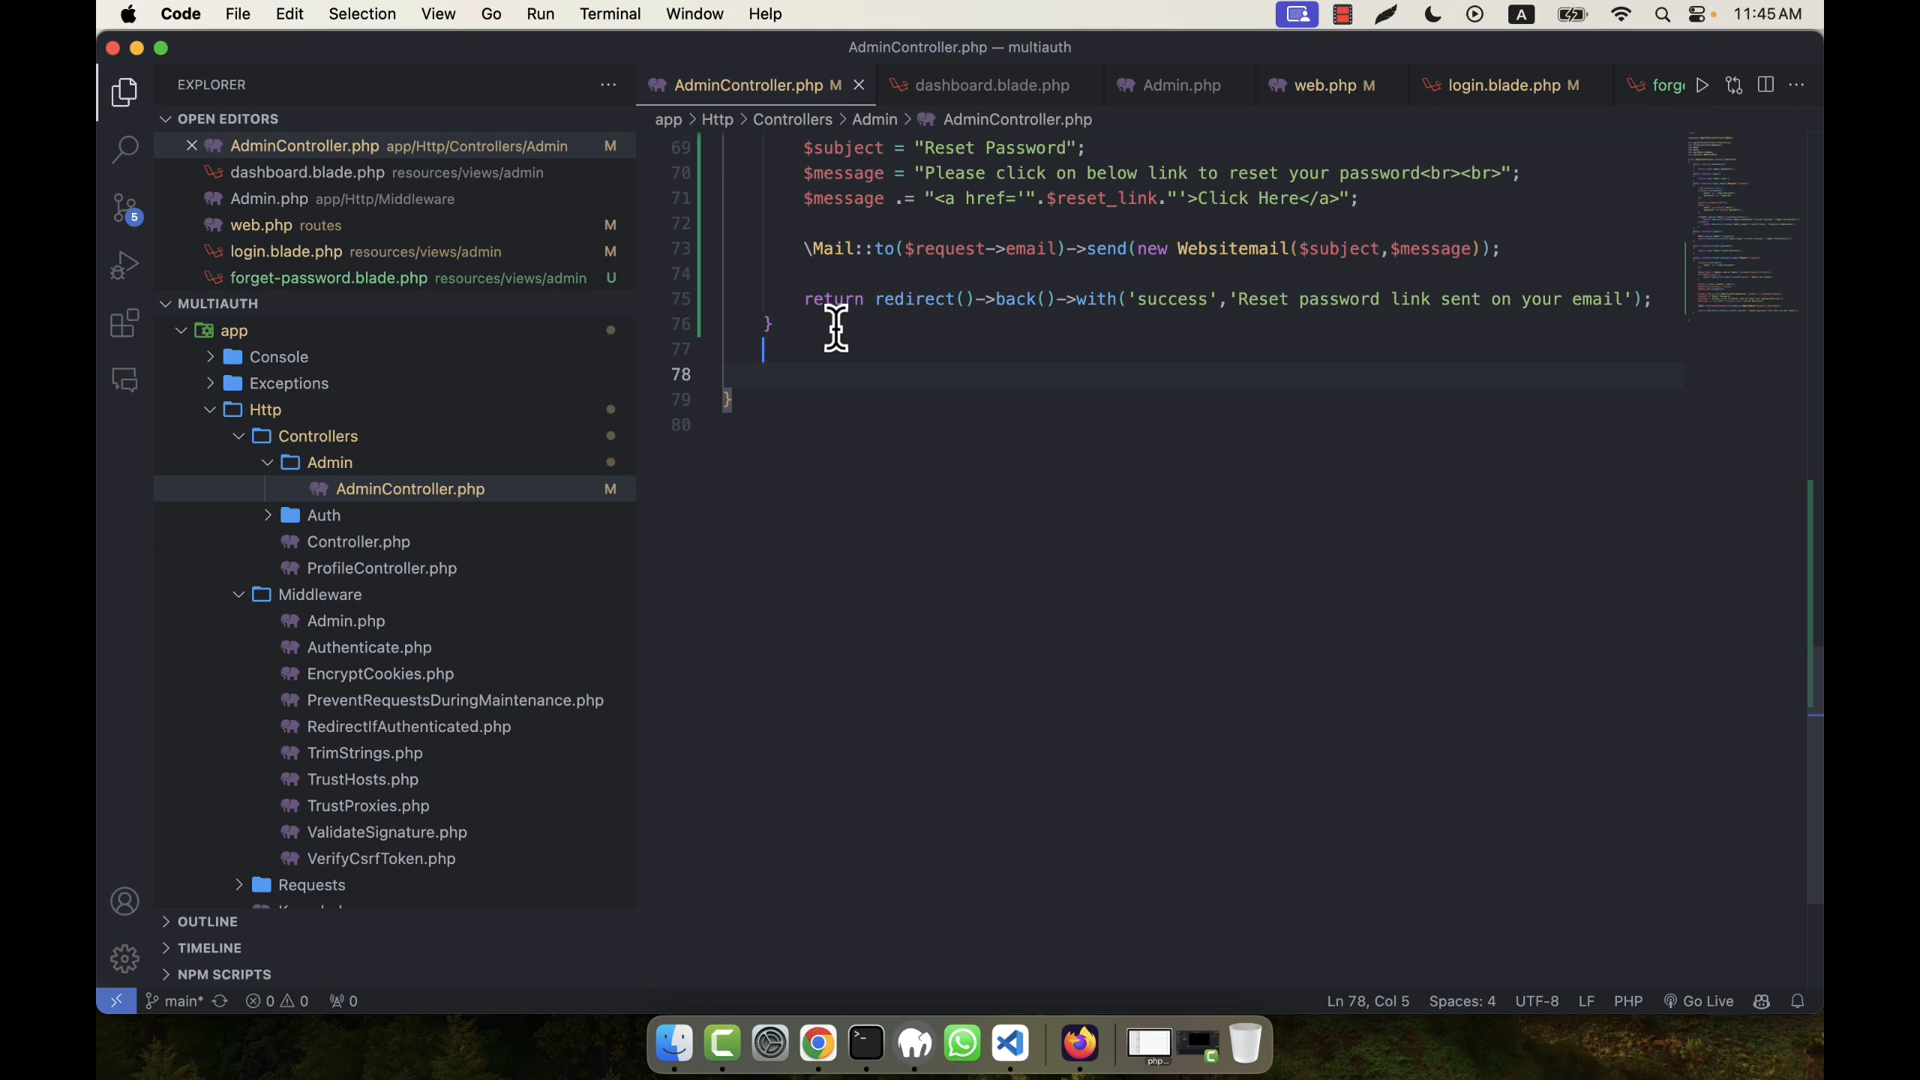 Code File Edit Selection View Go Run Terminal Window Help A 11:45 AM
AdminController.php — multiauth
EXPLORER
AdminController.php M dashboard.blade.php Admin.php web.php M login.blade.php M forge
OPEN EDITORS
app > Http > Controllers > Admin > AdminController.php
AdminController.php app/Http/Controllers/Admin M
dashboard.blade.php resources/views/admin
Admin.php app/Http/Middleware
web.php routes M
login.blade.php resources/views/admin M
forget-password.blade.php resources/views/admin U
MULTIAUTH
app
Console
Exceptions
Http
Controllers
Admin
AdminController.php M
Auth
Controller.php
ProfileController.php
Middleware
Admin.php
Authenticate.php
EncryptCookies.php
PreventRequestsDuringMaintenance.php
RedirectIfAuthenticated.php
TrimStrings.php
TrustHosts.php
TrustProxies.php
ValidateSignature.php
VerifyCsrfToken.php
Requests
OUTLINE
TIMELINE
NPM SCRIPTS
5
69 $subject = "Reset Password";
70 $message = "Please click on below link to reset your password<br><br>";
71 $message .= "<a href='".$reset_link."'>Click Here</a>";
72
73 \Mail::to($request->email)->send(new Websitemail($subject,$message));
74
75 return redirect()->back()->with('success','Reset password link sent on your email');
76 }
77
78
79 }
80
main* 0 0 0 Ln 78, Col 5 Spaces: 4 UTF-8 LF PHP Go Live
php...